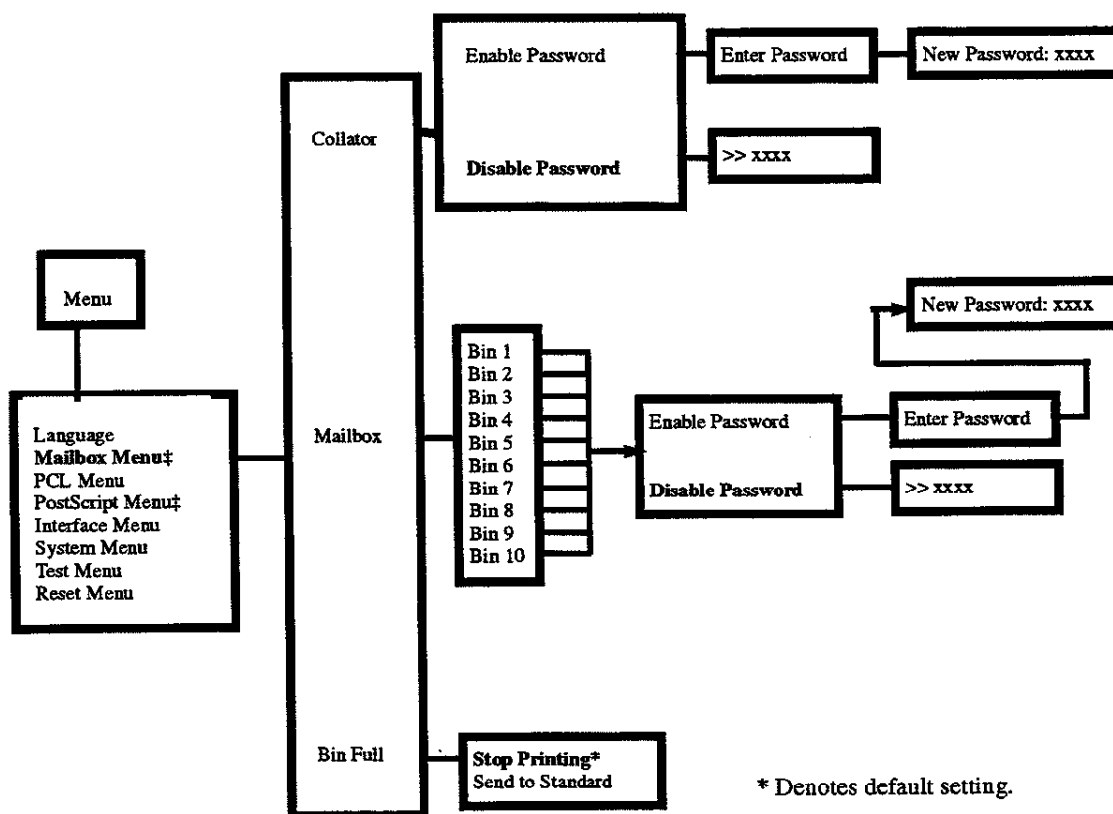 Menu
Language
Mailbox Menu‡
PCL Menu
PostScript Menu‡
Interface Menu
System Menu
Test Menu
Reset Menu
Collator
Mailbox
Bin Full
Enable Password
Disable Password
Enter Password
New Password: xxxx
>> xxxx
Bin 1
Bin 2
Bin 3
Bin 4
Bin 5
Bin 6
Bin 7
Bin 8
Bin 9
Bin 10
Enable Password
Disable Password
Enter Password
New Password: xxxx
>> xxxx
Stop Printing*
Send to Standard
* Denotes default setting.